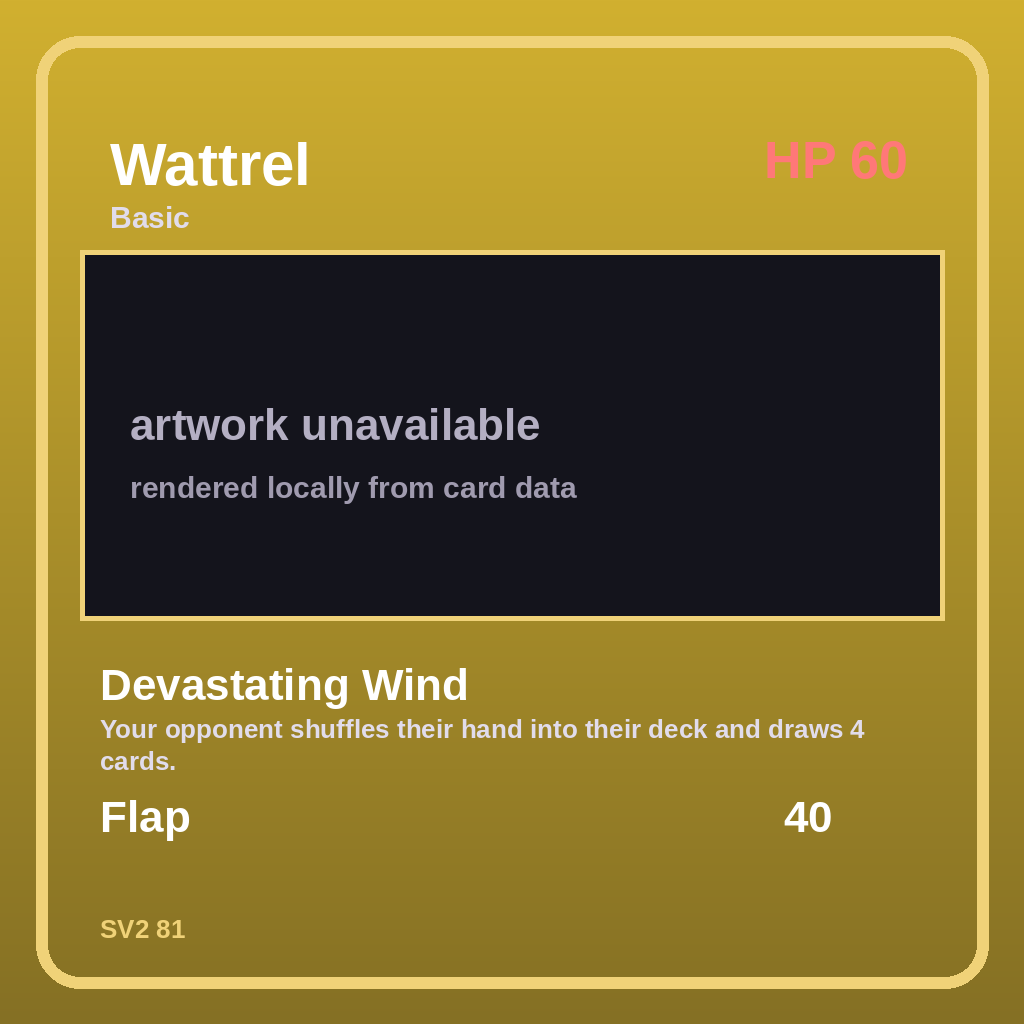 Wattrel
HP 60
Basic
artwork unavailable
rendered locally from card data
Devastating Wind
Your opponent shuffles their hand into their deck and draws 4
cards.
Flap
40
SV2 81